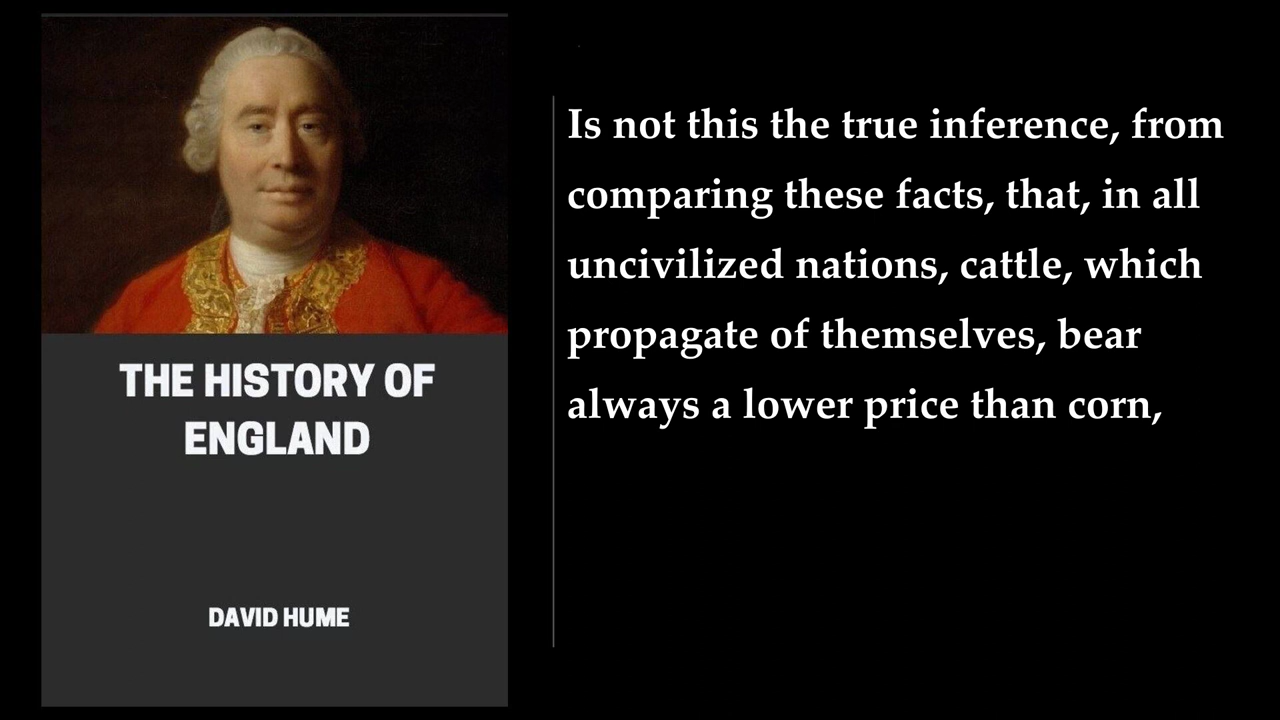 THE HISTORY OF
ENGLAND
DAVID HUME
Is not this the true inference, from
comparing these facts, that, in all
uncivilized nations, cattle, which
propagate of themselves, bear
always a lower price than corn,